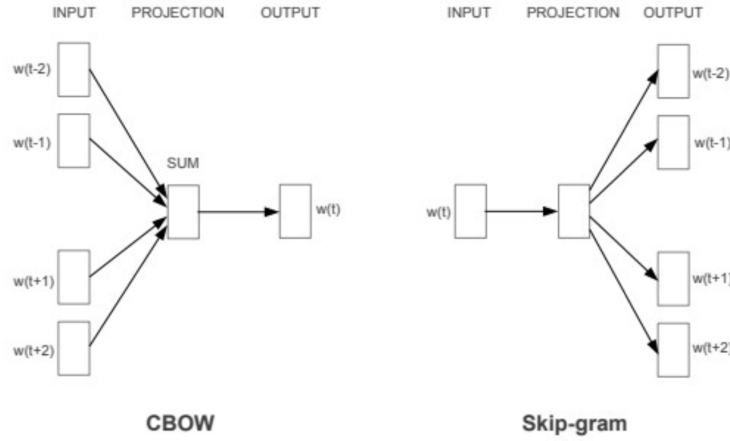 INPUT PROJECTION OUTPUT
w(t-2)
w(t-1)
SUM
w(t)
w(t+1)
w(t+2)
CBOW
INPUT PROJECTION OUTPUT
w(t-2)
w(t-1)
w(t)
w(t+1)
w(t+2)
Skip-gram